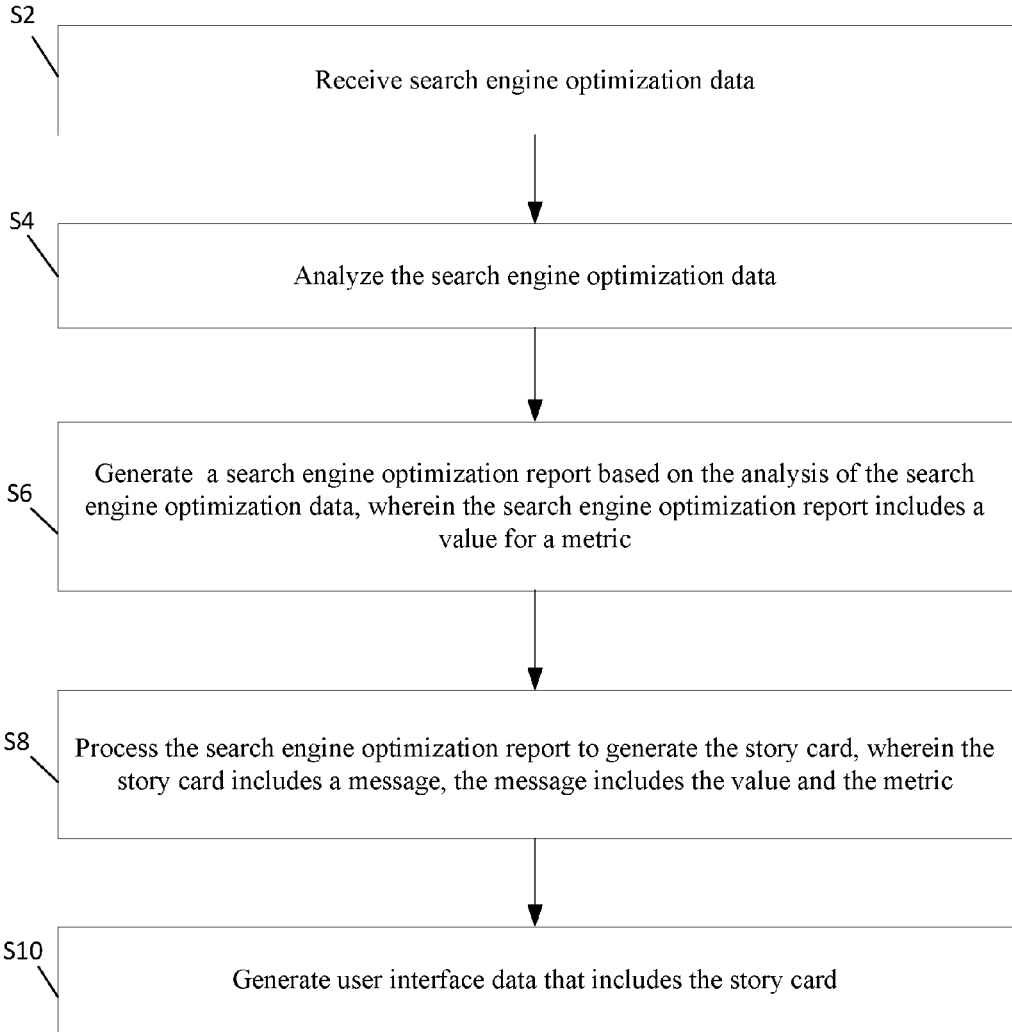 S2
Receive search engine optimization data
S4
Analyze the search engine optimization data
S6
Generate a search engine optimization report based on the analysis of the search
engine optimization data, wherein the search engine optimization report includes a
value for a metric
S8
Process the search engine optimization report to generate the story card, wherein the
story card includes a message, the message includes the value and the metric
S10
Generate user interface data that includes the story card